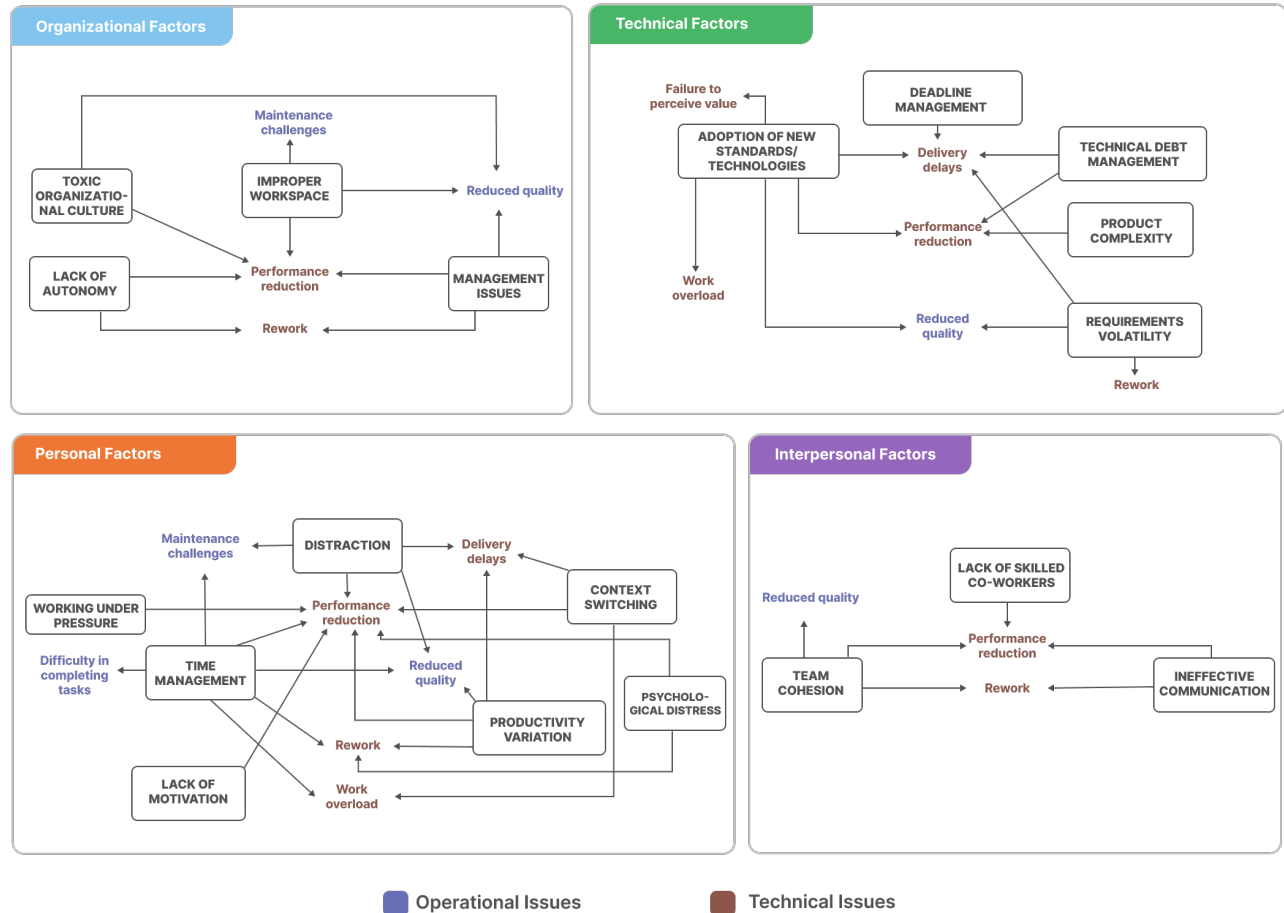 Organizational Factors
Maintenance
challenges
TOXIC
ORGANIZATIO-
NAL CULTURE
IMPROPER
WORKSPACE
Reduced quality
LACK OF
AUTONOMY
Performance
reduction
MANAGEMENT
ISSUES
Rework
Technical Factors
Failure to
perceive value
DEADLINE
MANAGEMENT
ADOPTION OF NEW
STANDARDS/
TECHNOLOGIES
Delivery
delays
TECHNICAL DEBT
MANAGEMENT
Performance
reduction
PRODUCT
COMPLEXITY
Work
overload
Reduced
quality
REQUIREMENTS
VOLATILITY
Rework
Personal Factors
Maintenance
challenges
DISTRACTION
Delivery
delays
CONTEXT
SWITCHING
WORKING UNDER
PRESSURE
Performance
reduction
Difficulty in
completing
tasks
TIME
MANAGEMENT
Reduced
quality
PSYCHOLO-
GICAL DISTRESS
PRODUCTIVITY
VARIATION
Rework
LACK OF
MOTIVATION
Work
overload
Interpersonal Factors
LACK OF SKILLED
CO-WORKERS
Reduced quality
Performance
reduction
TEAM
COHESION
Rework
INEFFECTIVE
COMMUNICATION
Operational Issues
Technical Issues